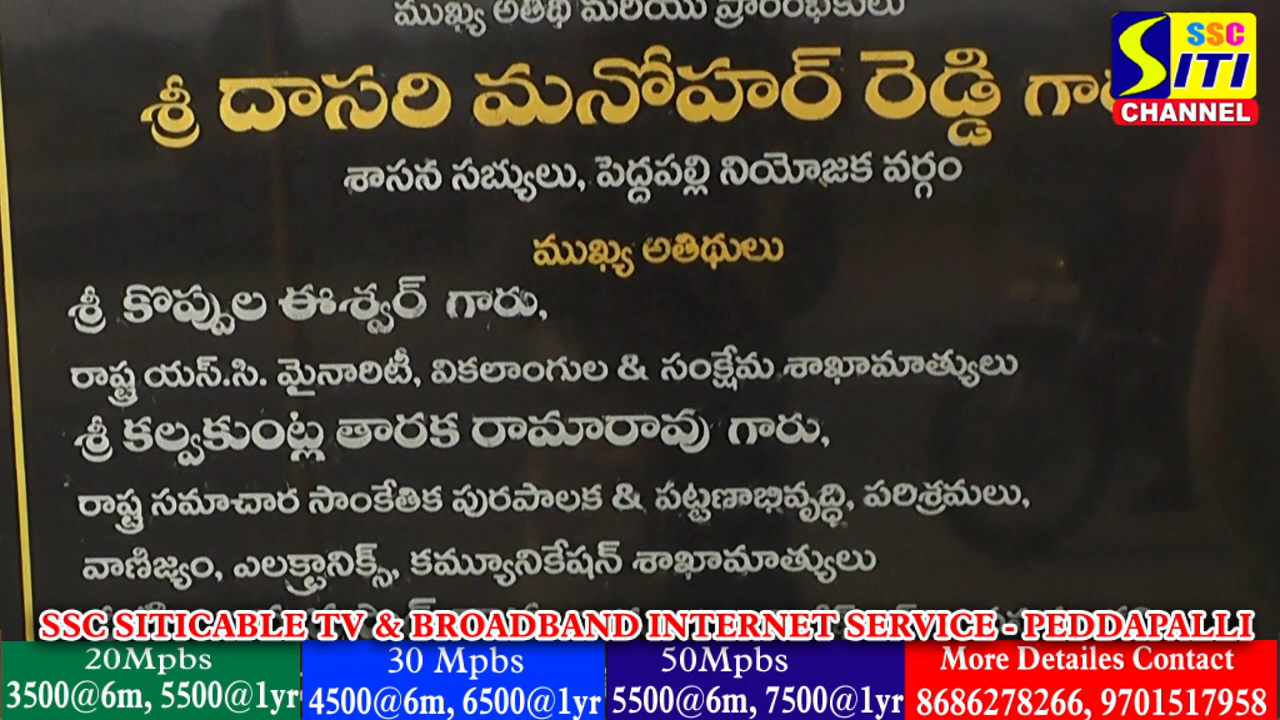 ముఖ్య అతిథి మరియు ప్రారంభకులు
శ్రీ దాసరి మనోహర్ రెడ్డి
శాసన సబ్యులు, పెద్దపల్లి నియోజక వర్గం
ముఖ్య అతిథులు
శ్రీ కొప్పుల ఈశ్వర్ గారు,
రాష్ట్ర యస్.సి. మైనారిటీ, వికలాంగుల & సంక్షేమ శాఖామాత్యులు
శ్రీ కల్వకుంట్ల తారక రామారావు గారు,
రాష్ట్ర సమాచార సాంకేతిక పురపాలక & పట్టణాభివృద్ధి, పరిశ్రమలు,
వాణిజ్యం, ఎలక్ట్రానిక్స్, కమ్యూనికేషన్ శాఖామాత్యులు
SSC
SITI
CHANNEL
SSC SITICABLE TV & BROADBAND INTERNET SERVICE - PEDDAPALLI
20Mpbs
3500@6m, 5500@1yr
30 Mpbs
4500@6m, 6500@1yr
50Mpbs
5500@6m, 7500@1yr
More Detailes Contact
8686278266, 9701517958